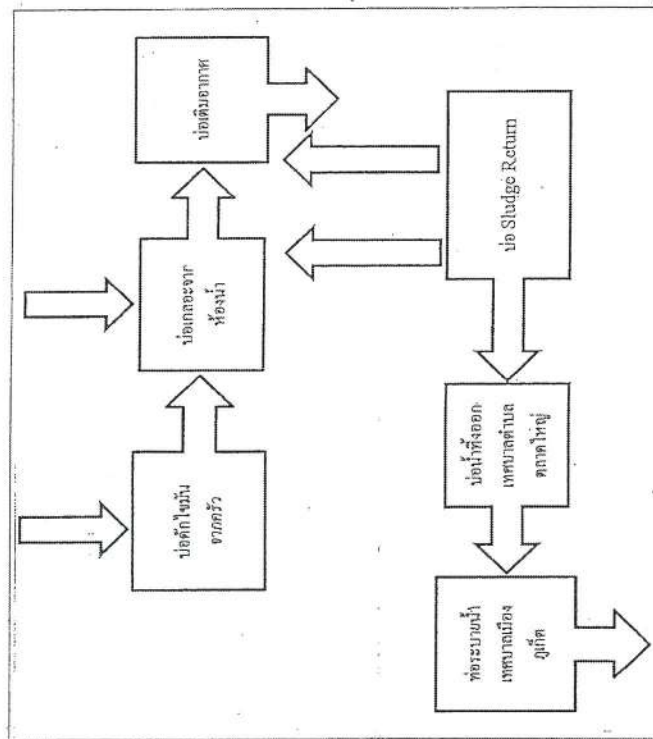 บ่อดักไขมัน
จากครัว
บ่อเกลอะจาก
ห้องน้ำ
บ่อเติมอากาศ
ท่อระบายน้ำ
เทศบาลเมือง
ภูเก็ต
บ่อน้ำทิ้งออก
เทศบาลตำบล
ตลาดใหญ่
บ่อ Sludge Return